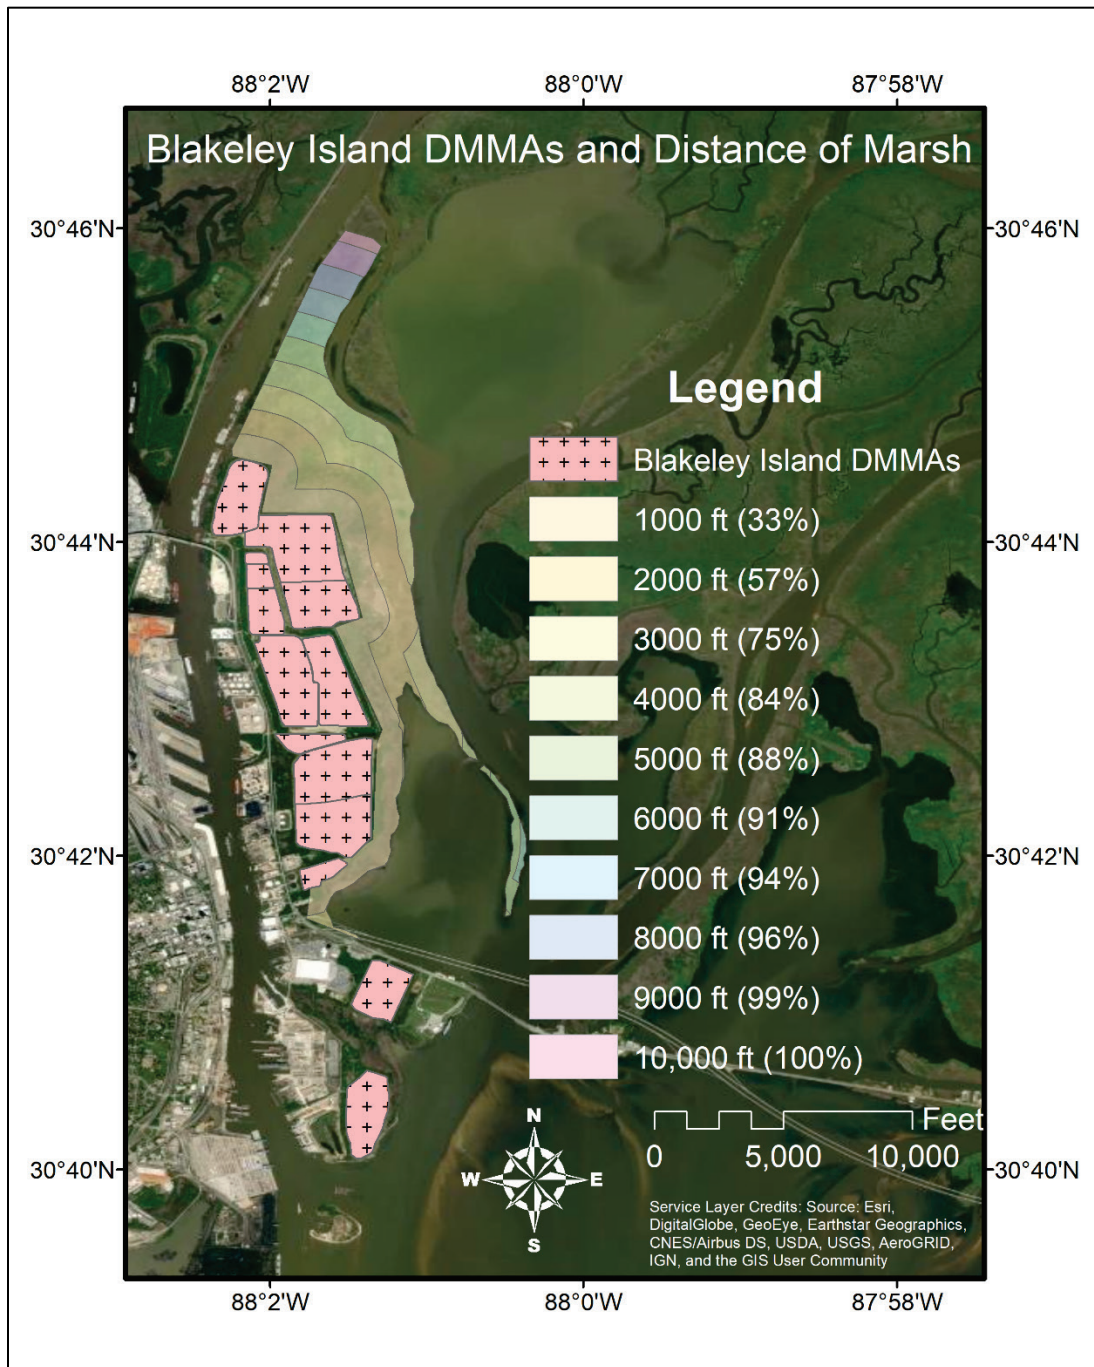 88°2'W 88°0'W 87°58'W
Blakeley Island DMMAs and Distance of Marsh
30°46'N 30°46'N
Legend
Blakeley Island DMMAs
1000 ft (33%)
30°44'N 30°44'N
2000 ft (57%)
3000 ft (75%)
4000 ft (84%)
5000 ft (88%)
6000 ft (91%)
30°42'N 30°42'N
7000 ft (94%)
8000 ft (96%)
9000 ft (99%)
10,000 ft (100%)
N
W E
S
Feet
0 5,000 10,000
30°40'N 30°40'N
Service Layer Credits: Source: Esri,
DigitalGlobe, GeoEye, Earthstar Geographics,
CNES/Airbus DS, USDA, USGS, AeroGRID,
IGN, and the GIS User Community
88°2'W 88°0'W 87°58'W